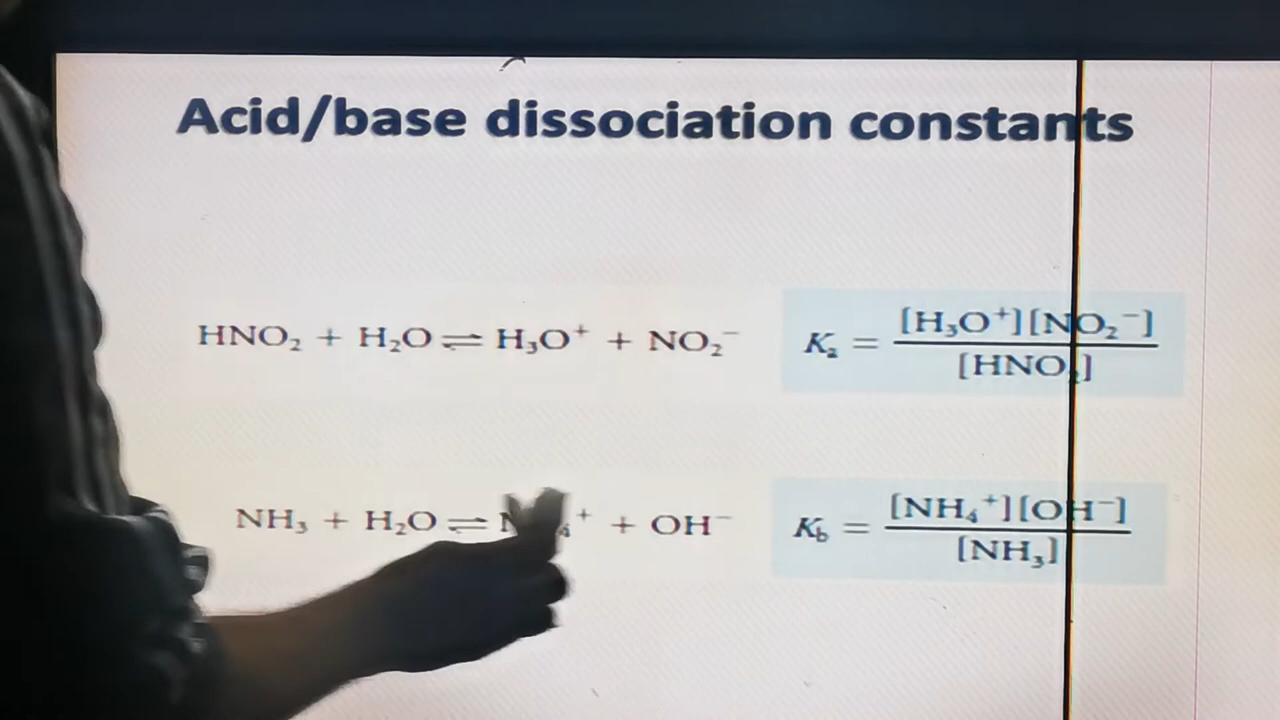 Acid/base dissociation constants
HNO₂ + H₂O ⇌ H₃O⁺ + NO₂⁻
Kₐ = [H₃O⁺][NO₂⁻] / [HNO₂]
NH₃ + H₂O ⇌ N ₄⁺ + OH⁻
K_b = [NH₄⁺][OH⁻] / [NH₃]